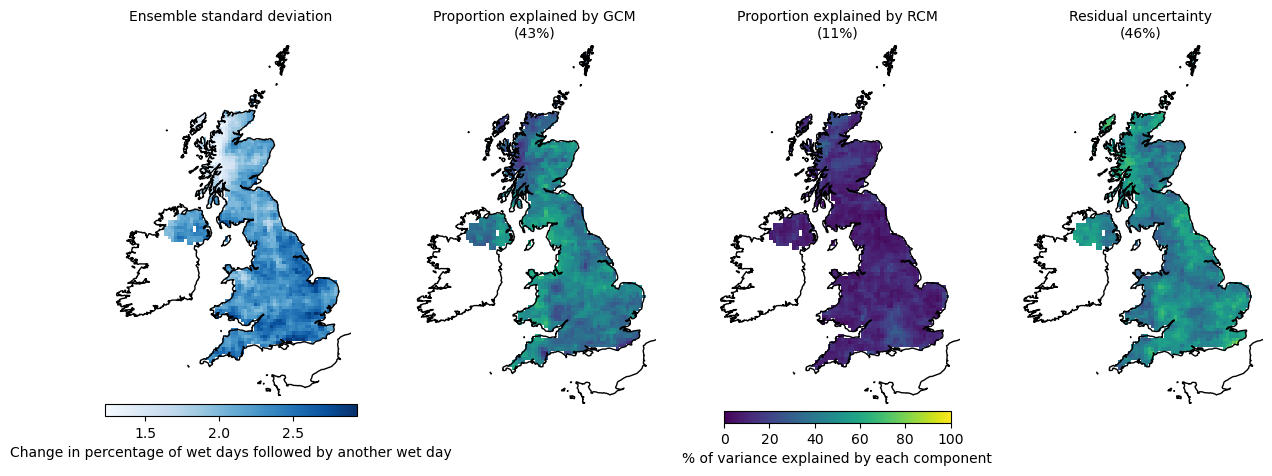 Ensemble standard deviation
Proportion explained by GCM
(43%)
Proportion explained by RCM
(11%)
Residual uncertainty
(46%)
1.5 2.0 2.5
Change in percentage of wet days followed by another wet day
0 20 40 60 80 100
% of variance explained by each component